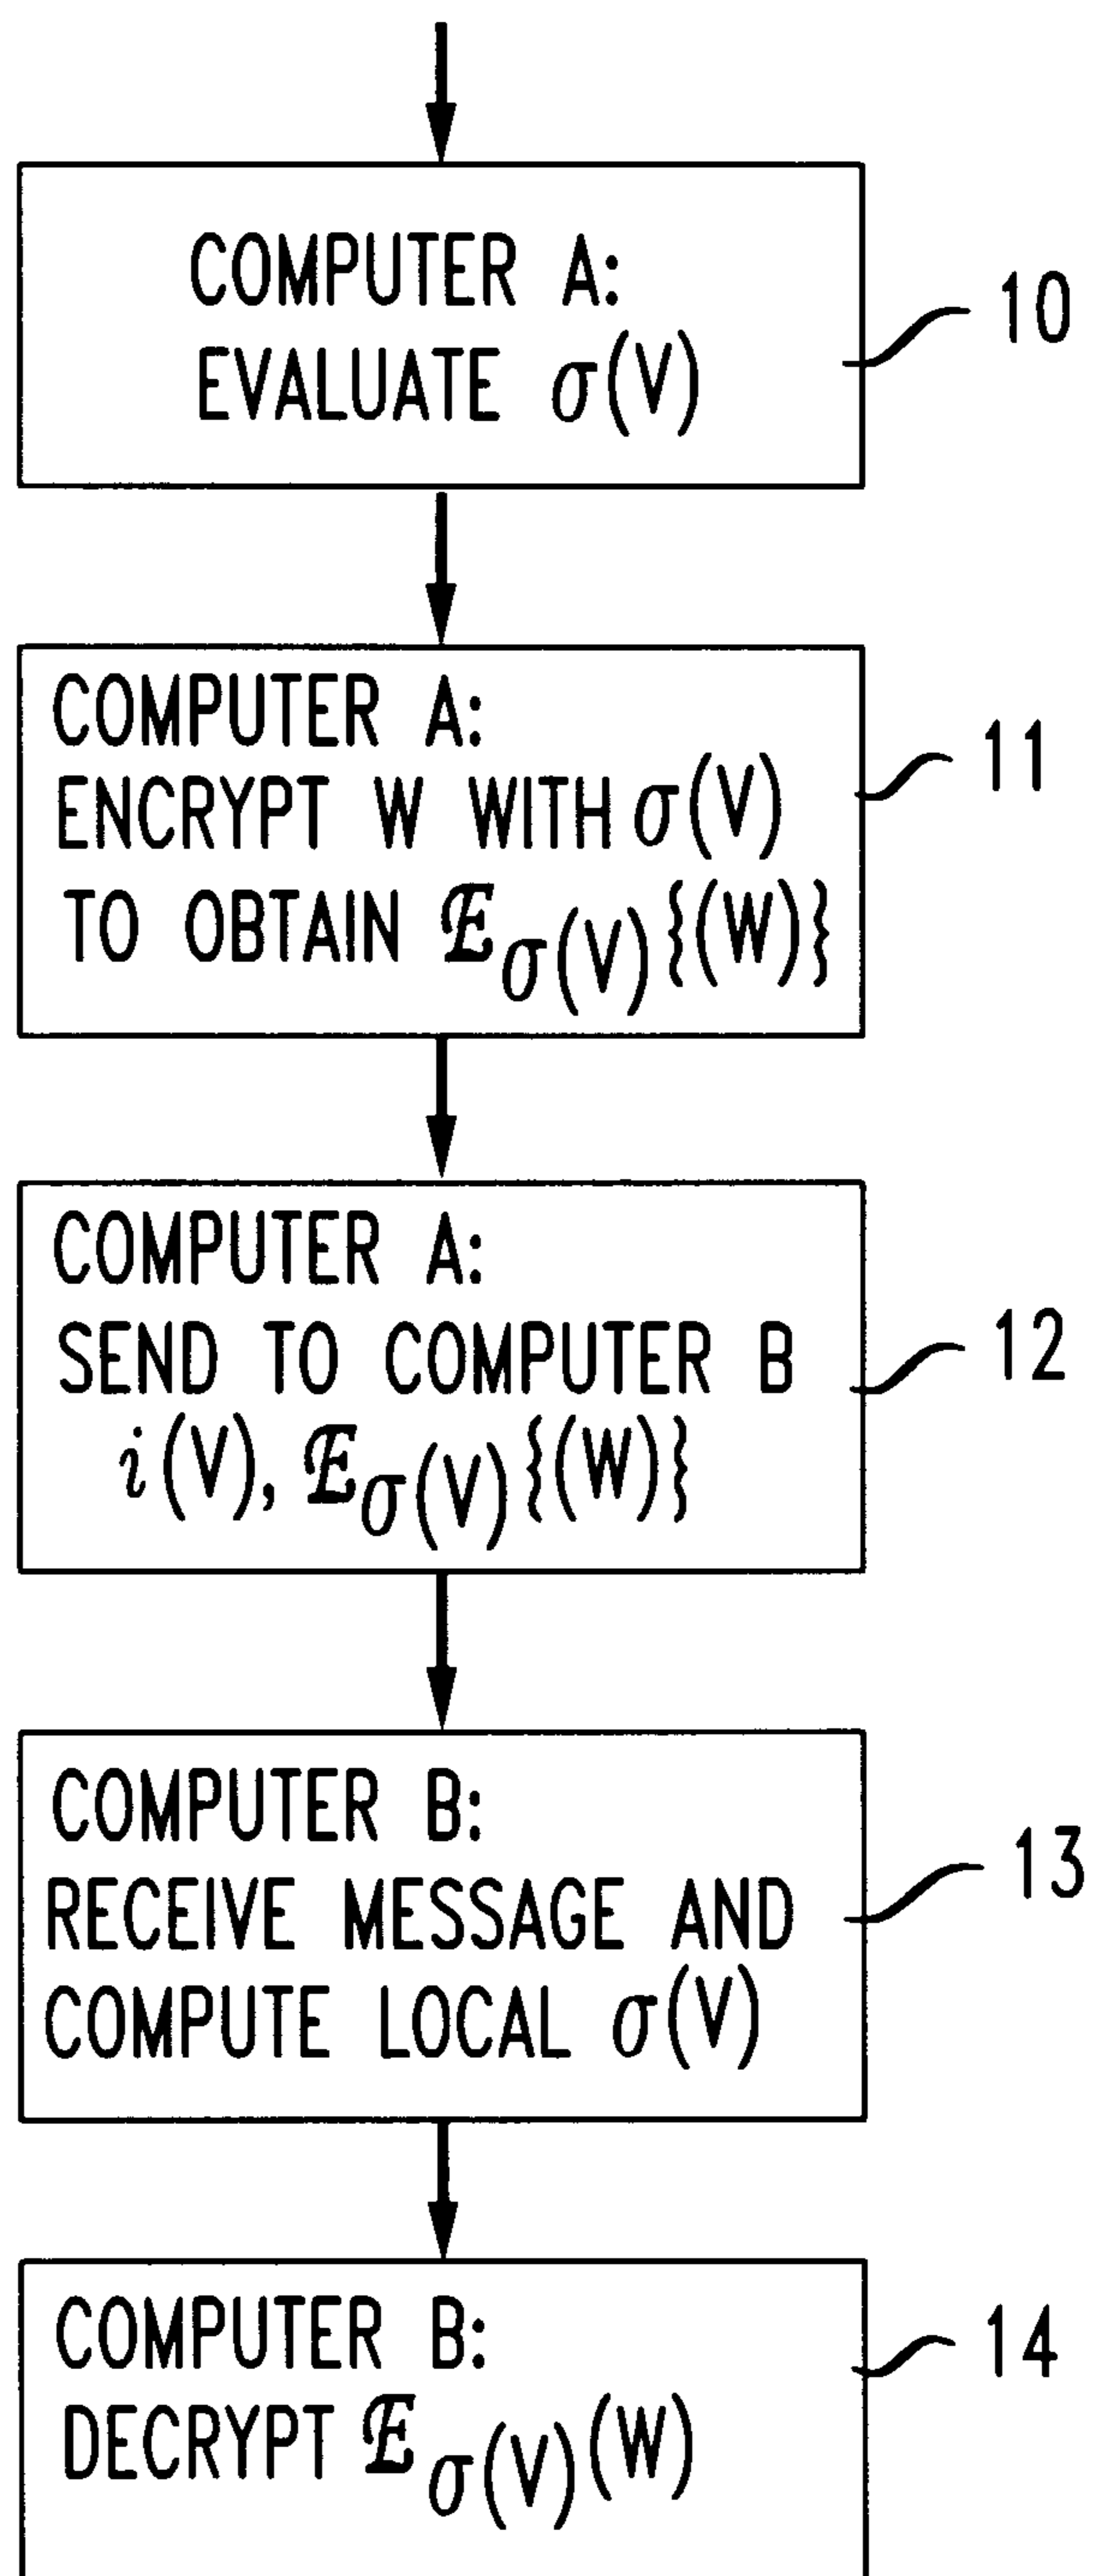 COMPUTER A:
EVALUATE σ(V)
10
COMPUTER A:
ENCRYPT W WITH σ(V)
TO OBTAIN ℰσ(V){(W)}
11
COMPUTER A:
SEND TO COMPUTER B
i(V), ℰσ(V){(W)}
12
COMPUTER B:
RECEIVE MESSAGE AND
COMPUTE LOCAL σ(V)
13
COMPUTER B:
DECRYPT ℰσ(V)(W)
14